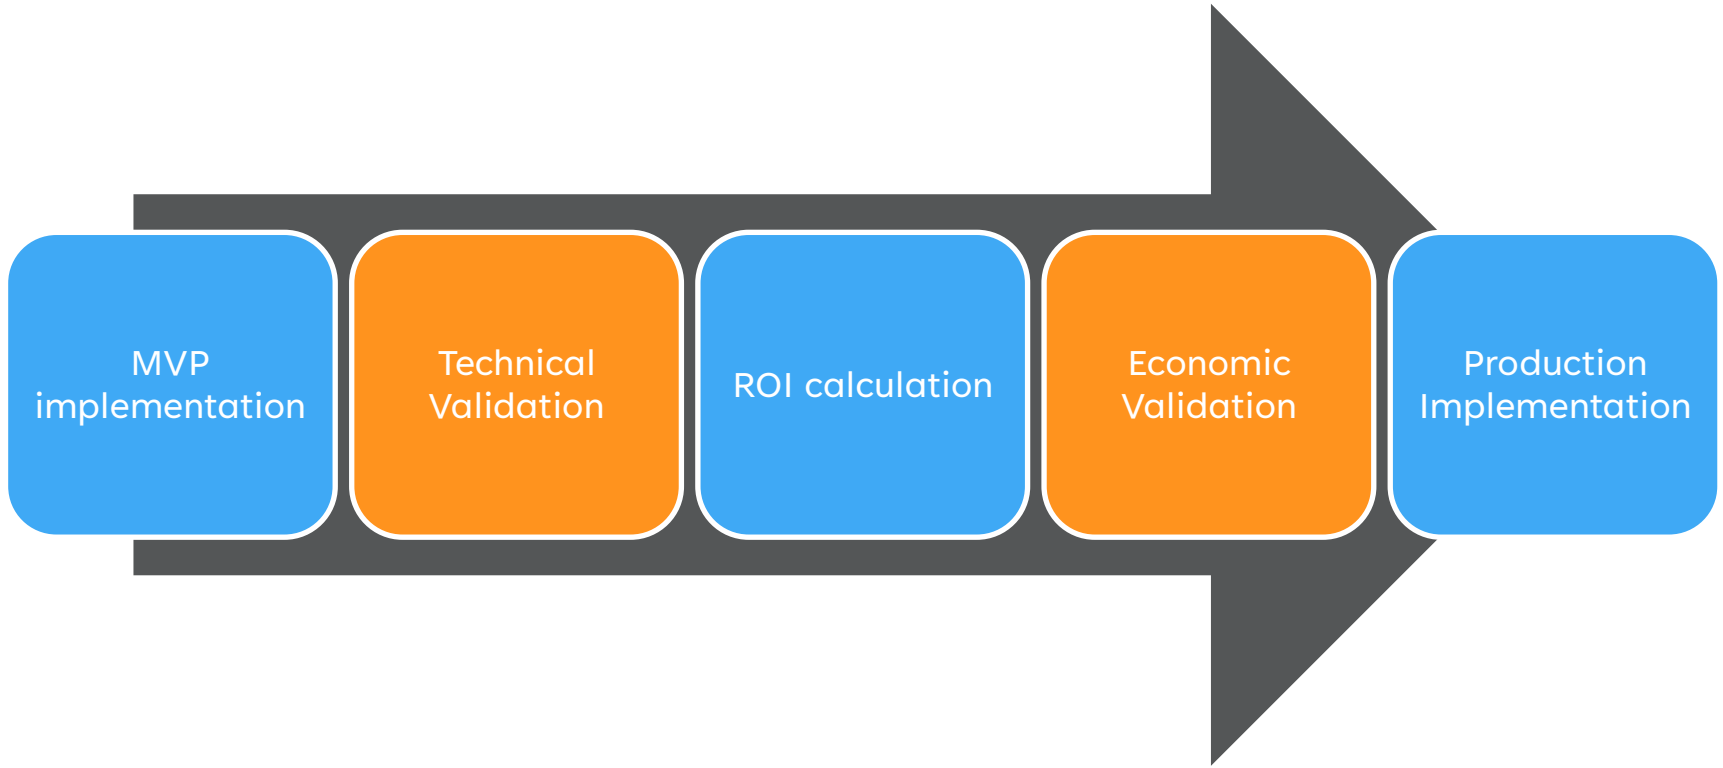 MVP
implementation
Technical
Validation
ROI calculation
Economic
Validation
Production
Implementation